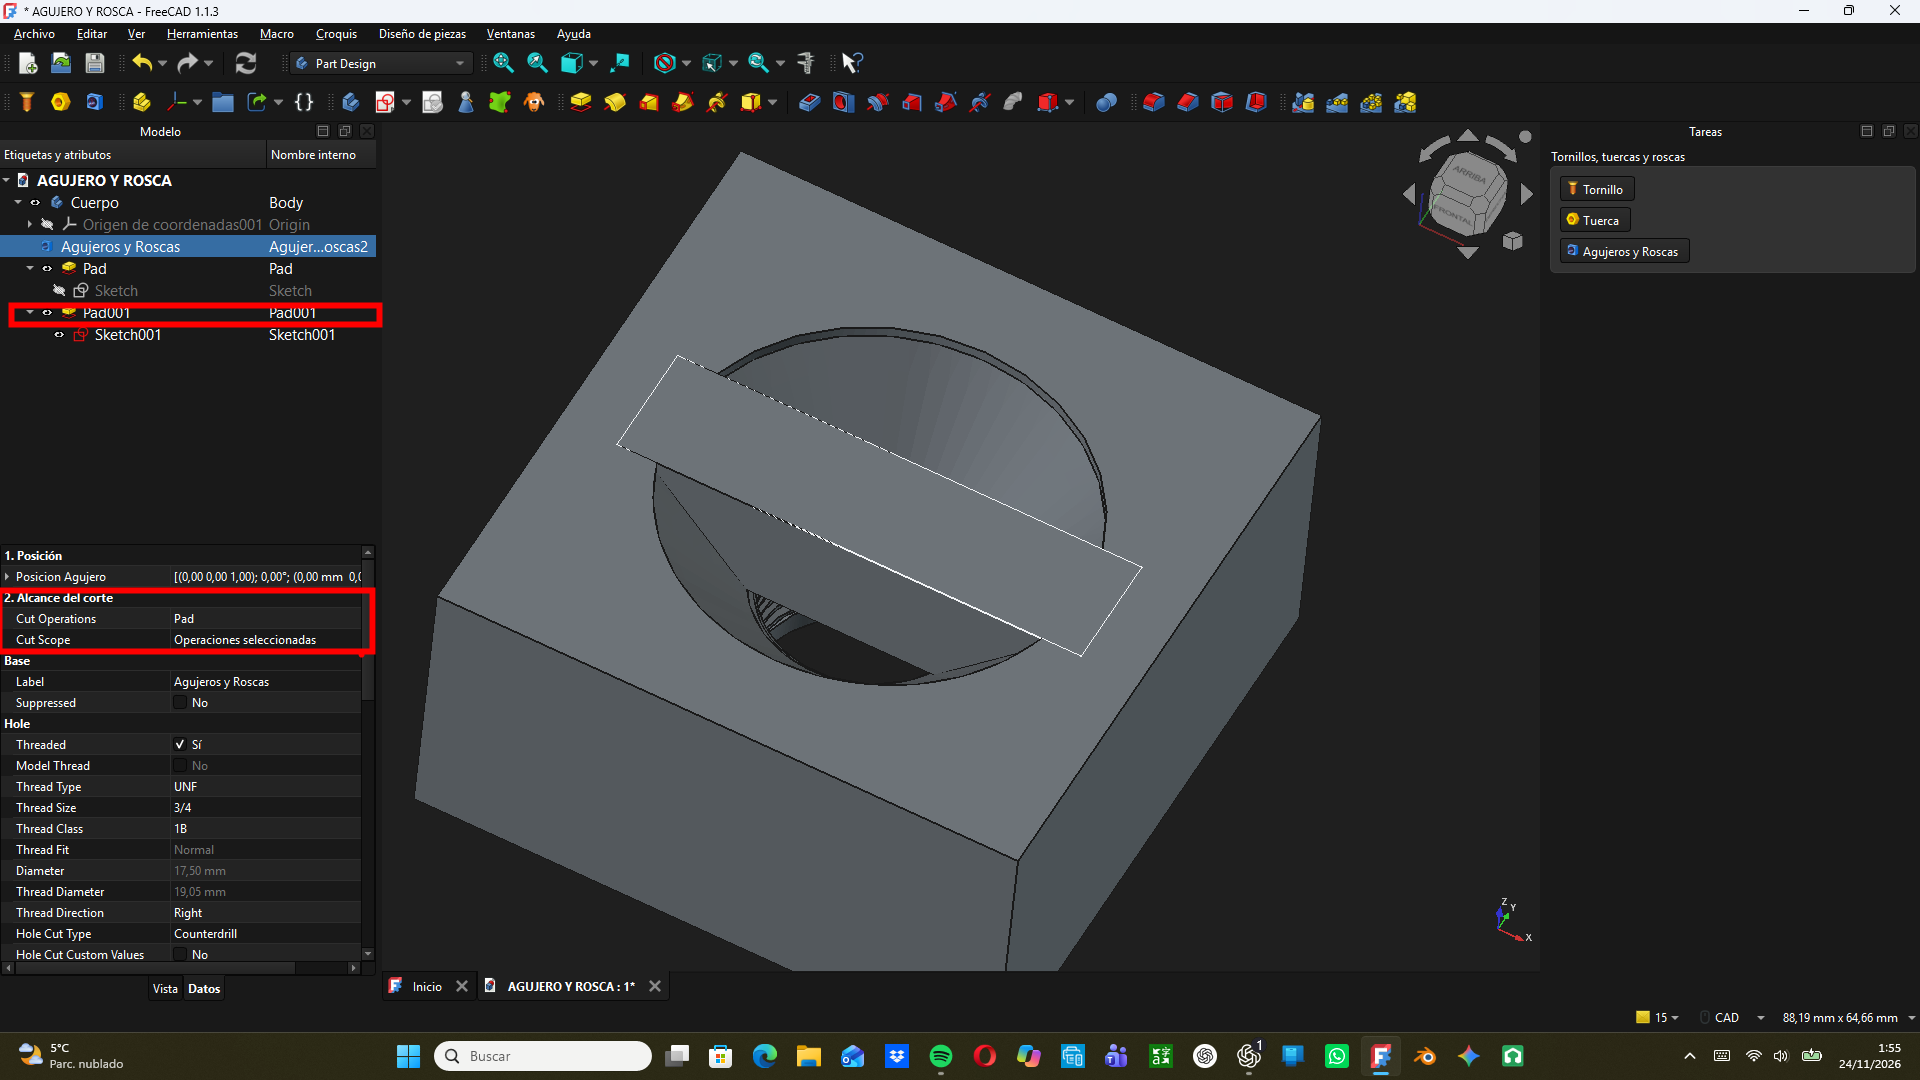 * AGUJERO Y ROSCA - FreeCAD 1.1.3
Archivo Editar Ver Herramientas Macro Croquis Diseño de piezas Ventanas Ayuda
Part Design
Modelo
Etiquetas y atributos Nombre interno
AGUJERO Y ROSCA
Cuerpo Body
Origen de coordenadas001 Origin
Agujeros y Roscas Agujer...oscas2
Pad Pad
Sketch Sketch
Pad001 Pad001
Sketch001 Sketch001
1. Posición
Posicion Agujero [(0,00 0,00 1,00); 0,00°; (0,00 mm 0,0
2. Alcance del corte
Cut Operations Pad
Cut Scope Operaciones seleccionadas
Base
Label Agujeros y Roscas
Suppressed No
Hole
Threaded Sí
Model Thread No
Thread Type UNF
Thread Size 3/4
Thread Class 1B
Thread Fit Normal
Diameter 17,50 mm
Thread Diameter 19,05 mm
Thread Direction Right
Hole Cut Type Counterdrill
Hole Cut Custom Values No
Vista Datos
ARRIBA
FRONTAL
Z
Y
X
Inicio AGUJERO Y ROSCA : 1*
Tareas
Tornillos, tuercas y roscas
Tornillo
Tuerca
Agujeros y Roscas
15 CAD 88,19 mm x 64,66 mm
5°C
Parc. nublado
Buscar
1
1:55
24/11/2026